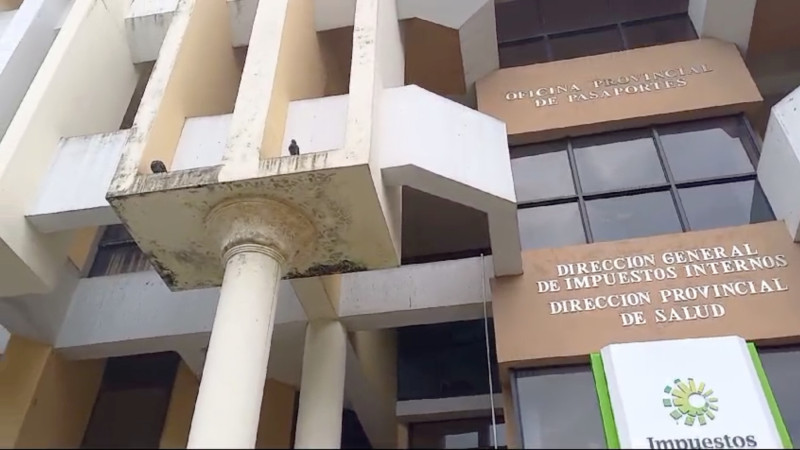 OFICINA PROVINCIAL
DE PASAPORTES
DIRECCION GENERAL
DE IMPUESTOS INTERNOS
DIRECCION PROVINCIAL
DE SALUD
Impuestos